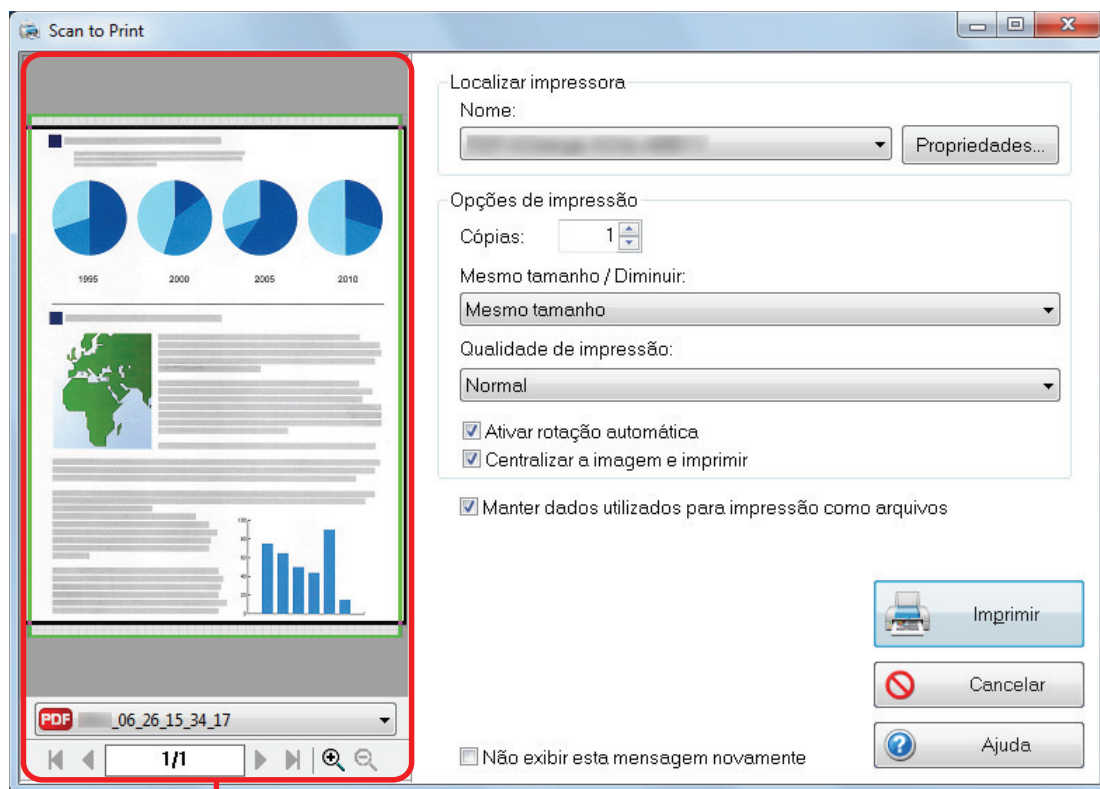 Scan to Print
Localizar impressora
Nome:
Propriedades...
Opções de impressão
Cópias:
1
Mesmo tamanho / Diminuir:
Mesmo tamanho
Qualidade de impressão:
Normal
Ativar rotação automática
Centralizar a imagem e imprimir
Manter dados utilizados para impressão como arquivos
Imprimir
Cancelar
Ajuda
Não exibir esta mensagem novamente
1995 2000 2005 2010
PDF _06_26_15_34_17
1/1